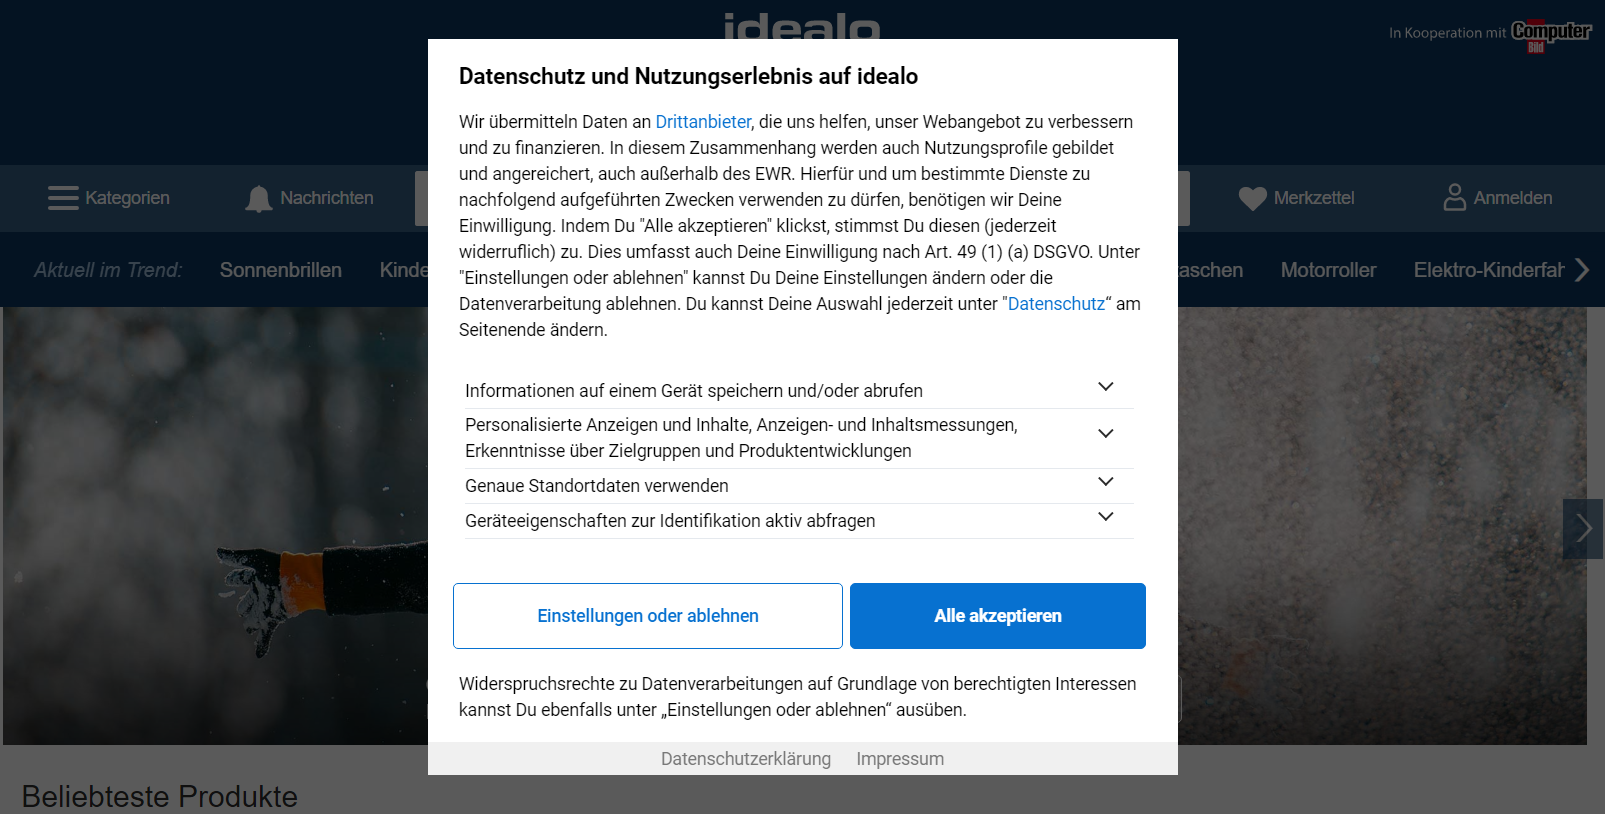 idealo
In Kooperation mit Computer Bild
Datenschutz und Nutzungserlebnis auf idealo
Wir übermitteln Daten an Drittanbieter, die uns helfen, unser Webangebot zu verbessern
und zu finanzieren. In diesem Zusammenhang werden auch Nutzungsprofile gebildet
und angereichert, auch außerhalb des EWR. Hierfür und um bestimmte Dienste zu
nachfolgend aufgeführten Zwecken verwenden zu dürfen, benötigen wir Deine
Einwilligung. Indem Du "Alle akzeptieren" klickst, stimmst Du diesen (jederzeit
widerruflich) zu. Dies umfasst auch Deine Einwilligung nach Art. 49 (1) (a) DSGVO. Unter
"Einstellungen oder ablehnen" kannst Du Deine Einstellungen ändern oder die
Datenverarbeitung ablehnen. Du kannst Deine Auswahl jederzeit unter "Datenschutz“ am
Seitenende ändern.
Informationen auf einem Gerät speichern und/oder abrufen
Personalisierte Anzeigen und Inhalte, Anzeigen- und Inhaltsmessungen,
Erkenntnisse über Zielgruppen und Produktentwicklungen
Genaue Standortdaten verwenden
Geräteeigenschaften zur Identifikation aktiv abfragen
Einstellungen oder ablehnen
Alle akzeptieren
Widerspruchsrechte zu Datenverarbeitungen auf Grundlage von berechtigten Interessen
kannst Du ebenfalls unter „Einstellungen oder ablehnen“ ausüben.
Datenschutzerklärung Impressum
Kategorien Nachrichten Merkzettel Anmelden
Aktuell im Trend: Sonnenbrillen Kinde aschen Motorroller Elektro-Kinderfah
Beliebteste Produkte